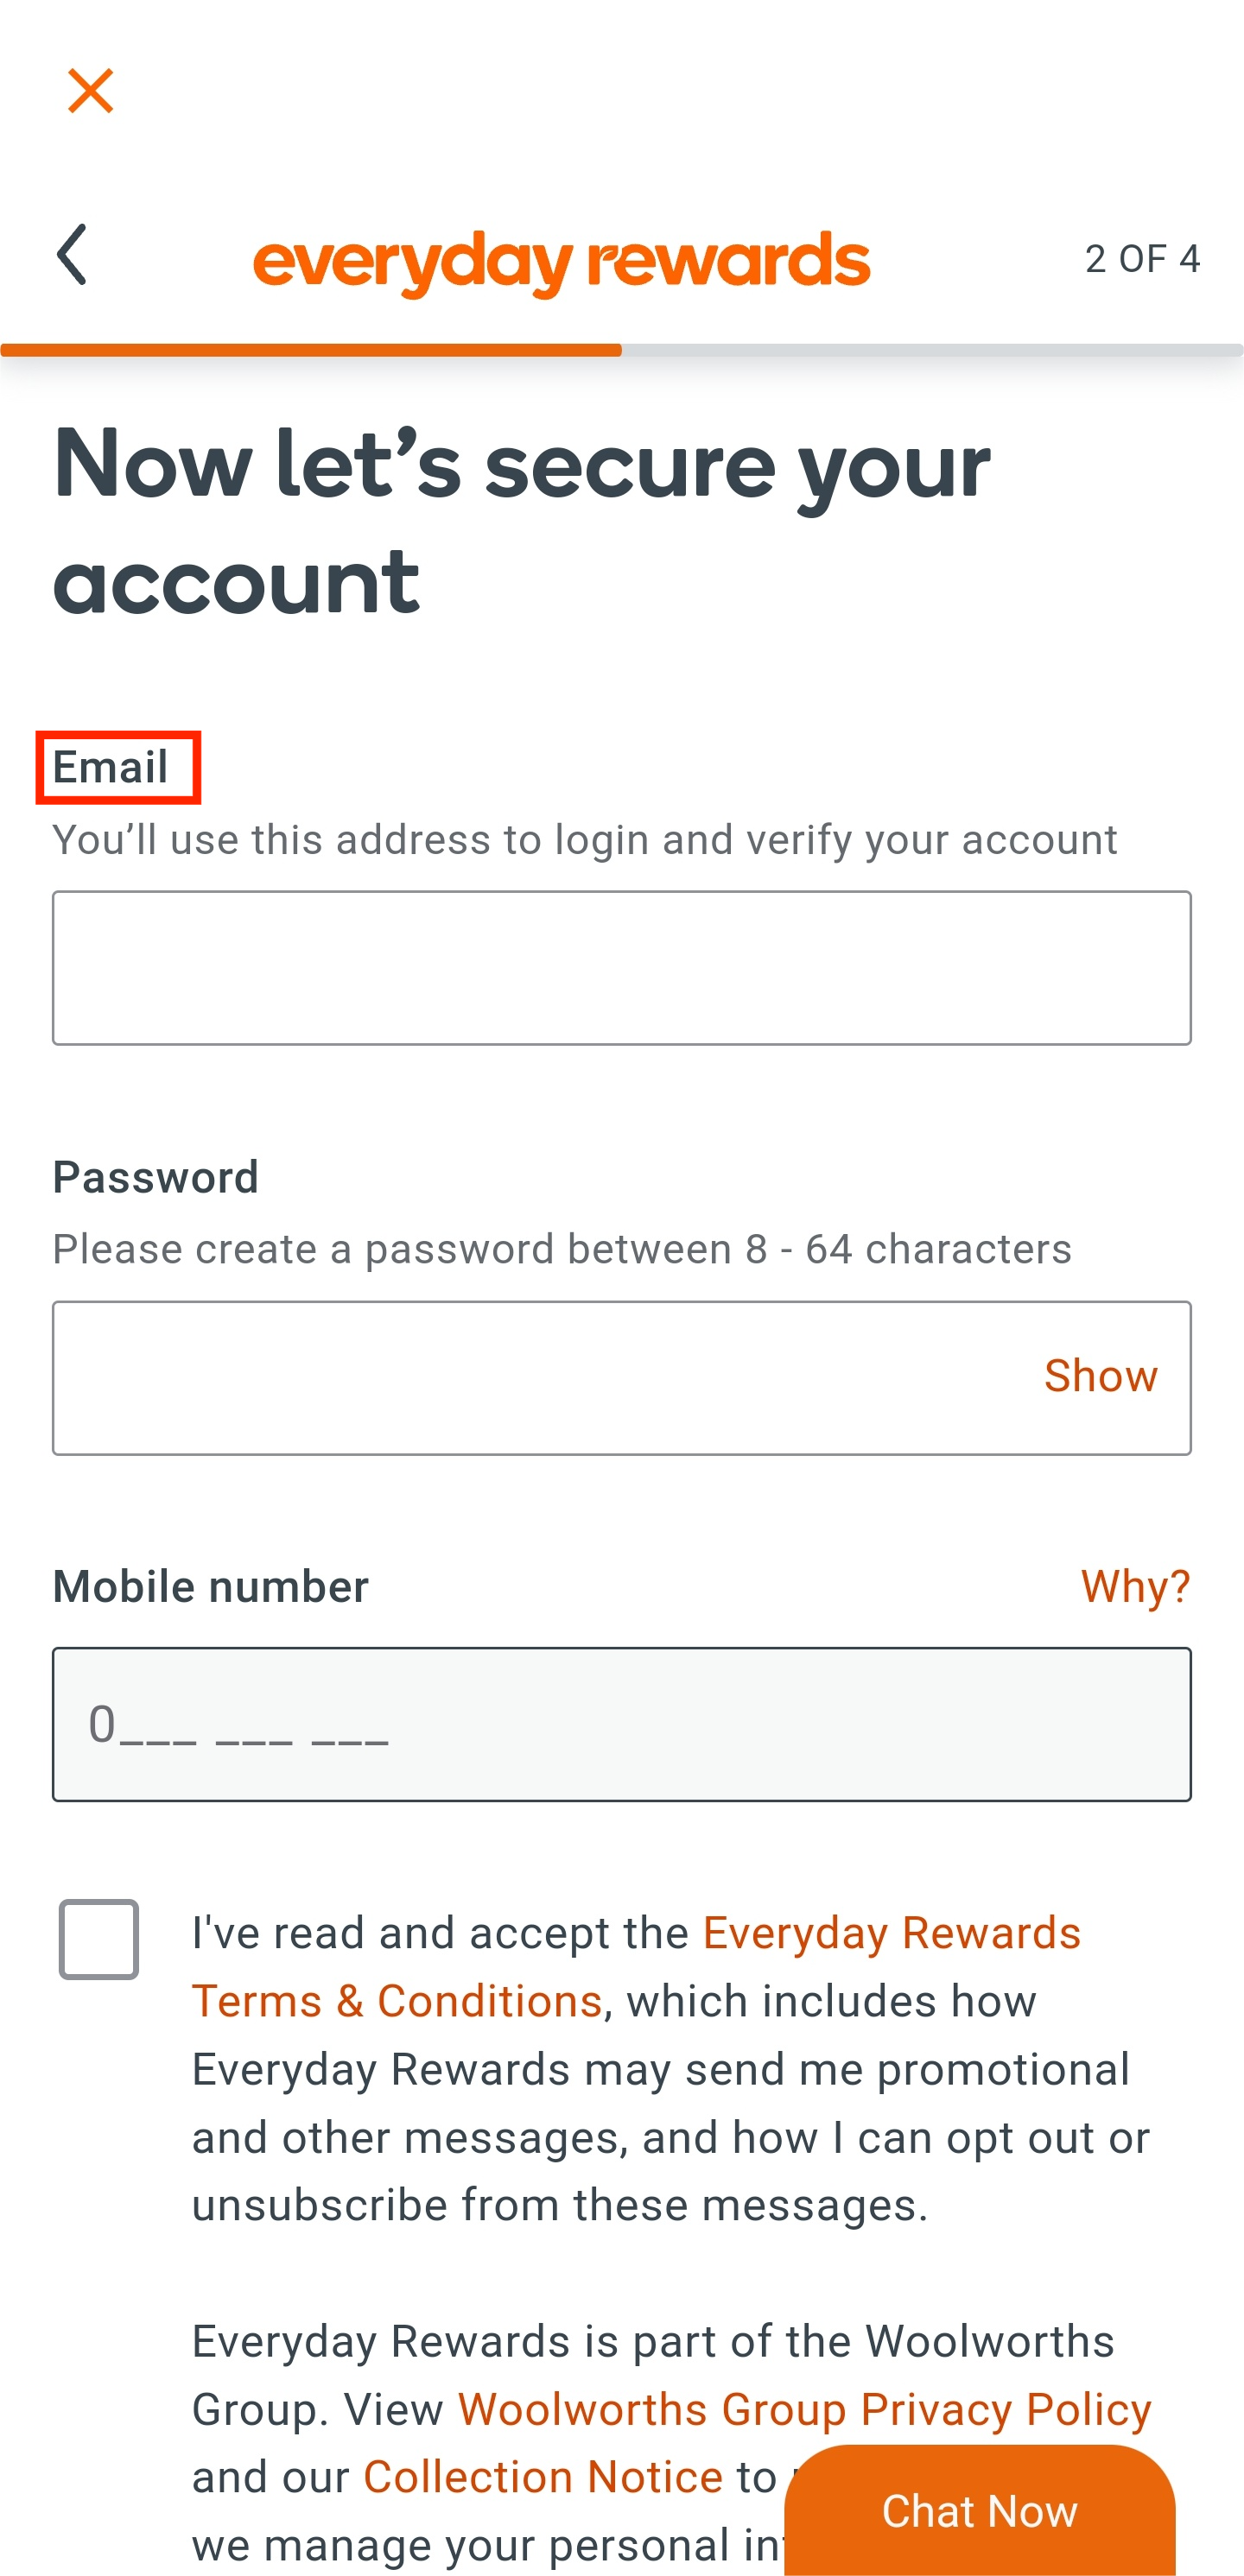 everyday rewards
2 OF 4
Now let’s secure your
account
Email
You’ll use this address to login and verify your account
Password
Please create a password between 8 - 64 characters
Show
Mobile number
Why?
0___ ___ ___
I've read and accept the Everyday Rewards
Terms & Conditions, which includes how
Everyday Rewards may send me promotional
and other messages, and how I can opt out or
unsubscribe from these messages.
Everyday Rewards is part of the Woolworths
Group. View Woolworths Group Privacy Policy
and our Collection Notice to
we manage your personal
Chat Now